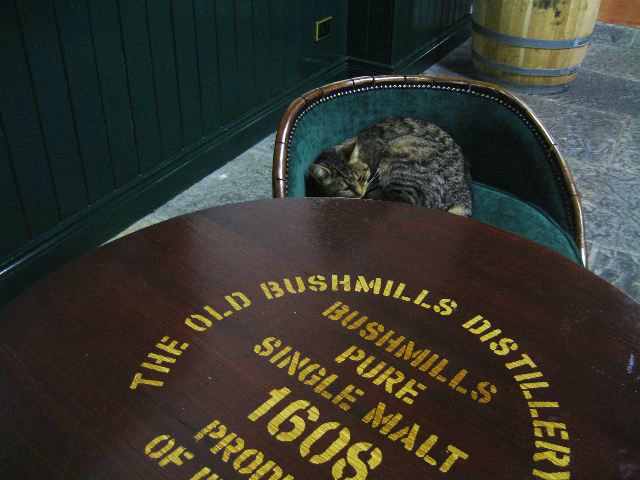 THE OLD BUSHMILLS DISTILLERY
BUSHMILLS
PURE
SINGLE MALT
1608